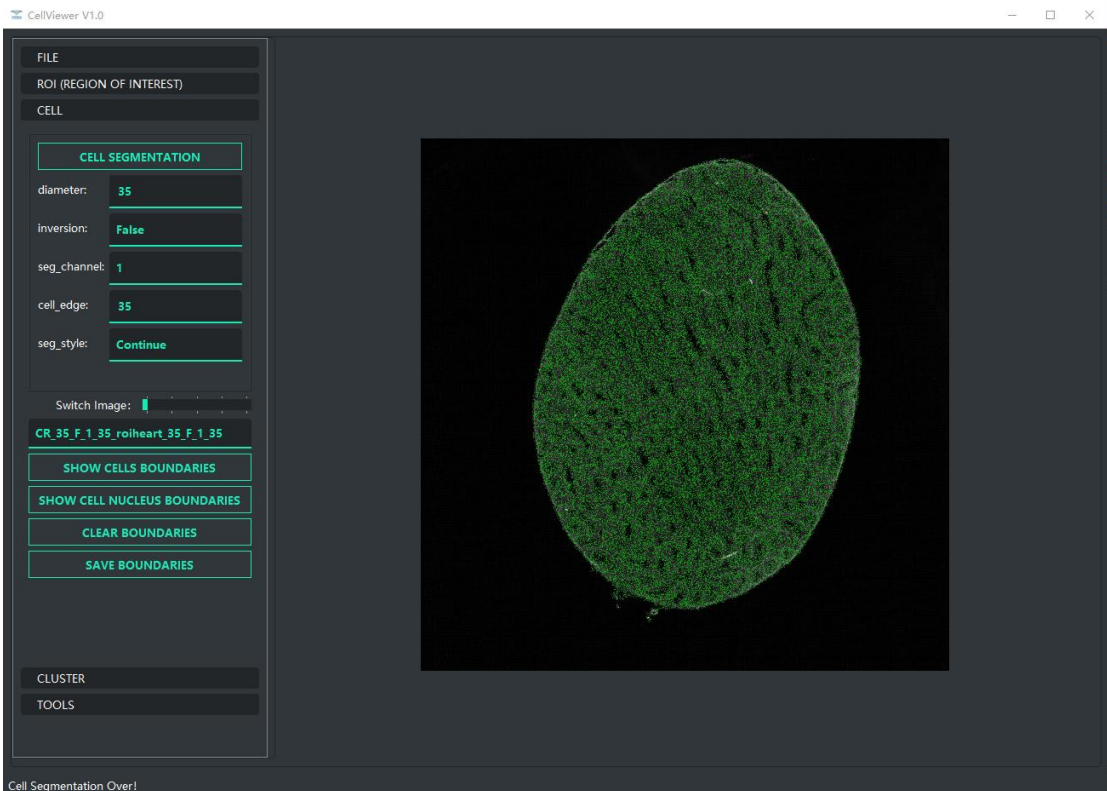 CellViewer V1.0
FILE
ROI (REGION OF INTEREST)
CELL
CELL SEGMENTATION
diameter: 35
inversion: False
seg_channel: 1
cell_edge: 35
seg_style: Continue
Switch Image:
CR_35_F_1_35_roiheart_35_F_1_35
SHOW CELLS BOUNDARIES
SHOW CELL NUCLEUS BOUNDARIES
CLEAR BOUNDARIES
SAVE BOUNDARIES
CLUSTER
TOOLS
Cell Segmentation Over!